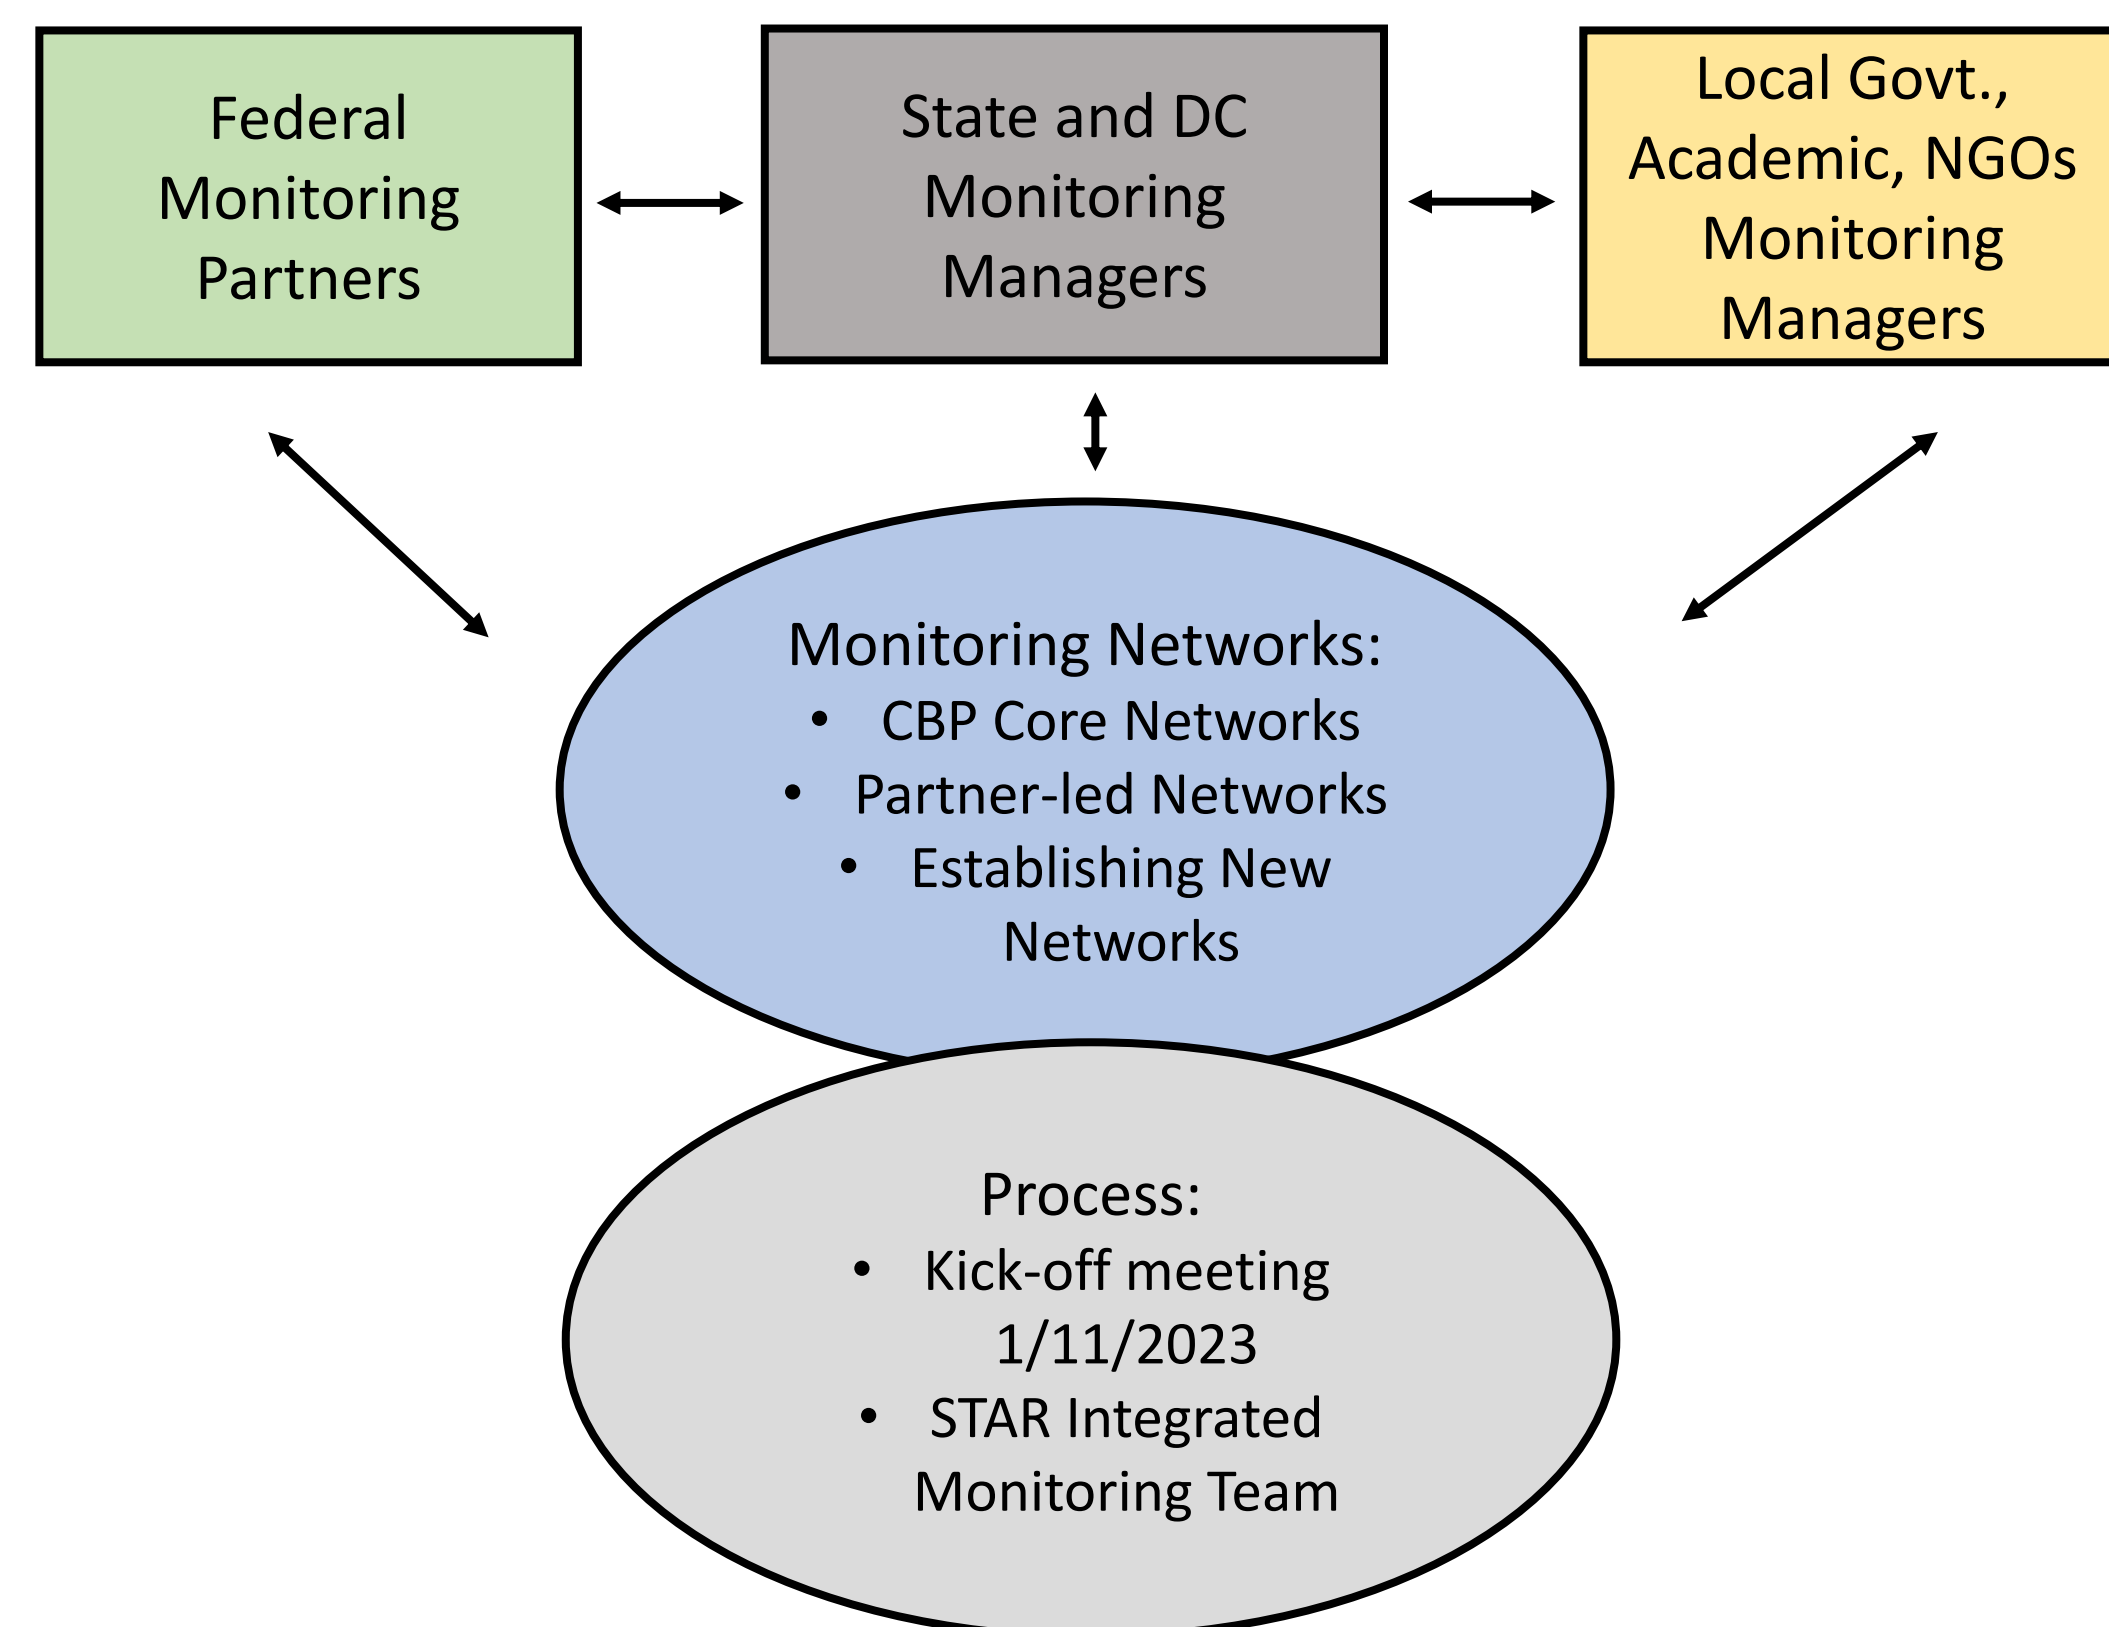 Federal
Monitoring
Partners
State and DC
Monitoring
Managers
Local Govt.,
Academic, NGOs
Monitoring
Managers
Monitoring Networks:
• CBP Core Networks
• Partner-led Networks
• Establishing New
Networks
Process:
• Kick-off meeting
1/11/2023
• STAR Integrated
Monitoring Team